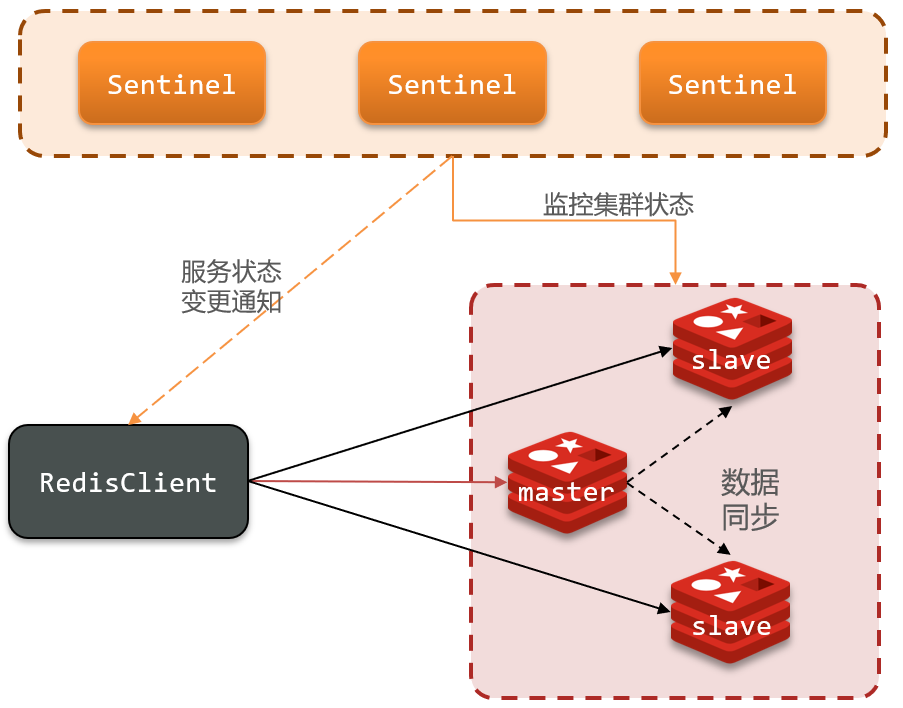 Sentinel
Sentinel
Sentinel
监控集群状态
服务状态
变更通知
slave
RedisClient
master
数据
同步
slave